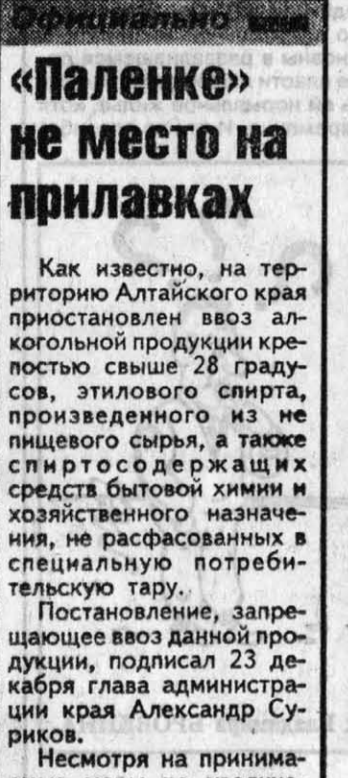 Официально
«Паленке»
не место на
прилавках
Как известно, на тер-
риторию Алтайского края
приостановлен ввоз ал-
когольной продукции кре-
постью свыше 28 граду-
сов, этилового спирта,
произведенного из не
пищевого сырья, а также
спиртосодержащих
средств бытовой химии и
хозяйственного назначе-
ния, не расфасованных в
специальную потреби-
тельскую тару.
Постановление, запре-
щающее ввоз данной про-
дукции, подписал 23 де-
кабря глава администра-
ции края Александр Су-
риков.
Несмотря на принима-